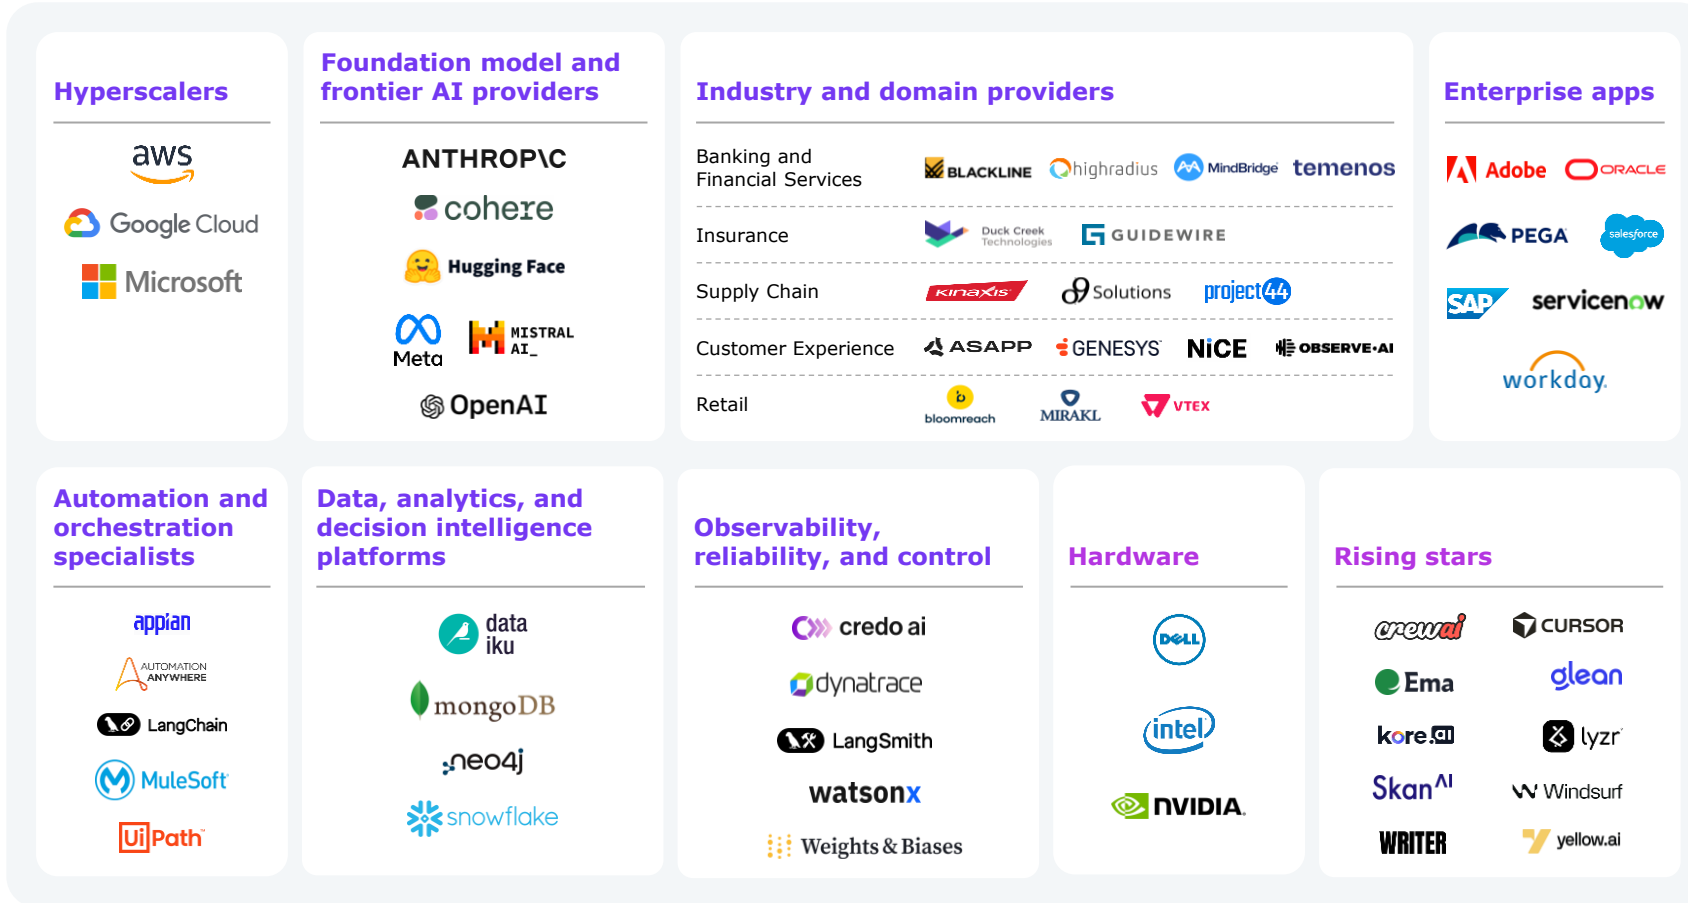 Hyperscalers
aws
Google Cloud
Microsoft
Foundation model and
frontier AI providers
ANTHROP\C
cohere
Hugging Face
Meta
MISTRAL
AI_
OpenAI
Industry and domain providers
Banking and
Financial Services
BLACKLINE
highradius
MindBridge
temenos
Insurance
Duck Creek
Technologies
GUIDEWIRE
Supply Chain
KINAXIS
o9 Solutions
project44
Customer Experience
ASAPP
GENESYS
NiCE
OBSERVE•AI
Retail
bloomreach
MIRAKL
VTEX
Enterprise apps
Adobe
ORACLE
PEGA
salesforce
SAP
servicenow
workday.
Automation and
orchestration
specialists
appian
AUTOMATION
ANYWHERE
LangChain
MuleSoft
UiPath™
Data, analytics, and
decision intelligence
platforms
data
iku
mongoDB
neo4j
snowflake
Observability,
reliability, and control
credo ai
dynatrace
LangSmith
watsonx
Weights & Biases
Hardware
DELL
intel
NVIDIA.
Rising stars
crewai
CURSOR
Ema
glean
kore.ai
lyzr
Skan AI
Windsurf
WRITER
yellow.ai